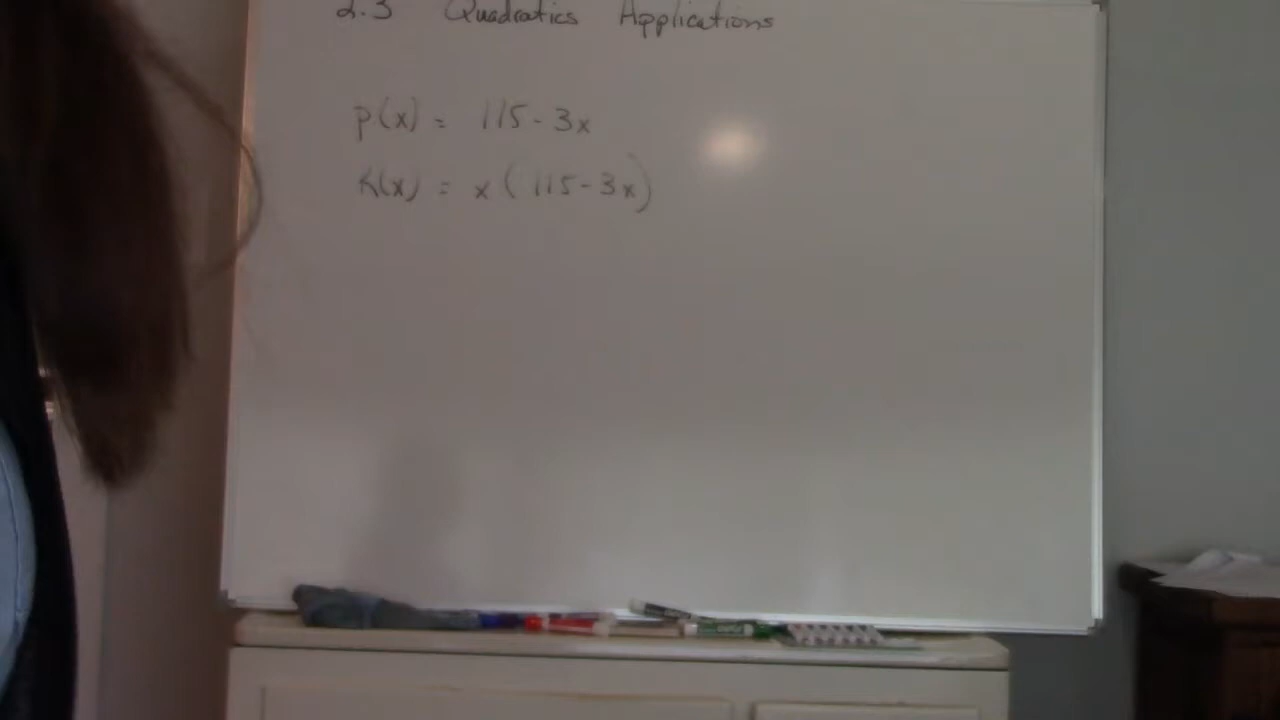 2.3 Quadratics Applications
p(x) = 115 - 3x
R(x) = x (115 - 3x)